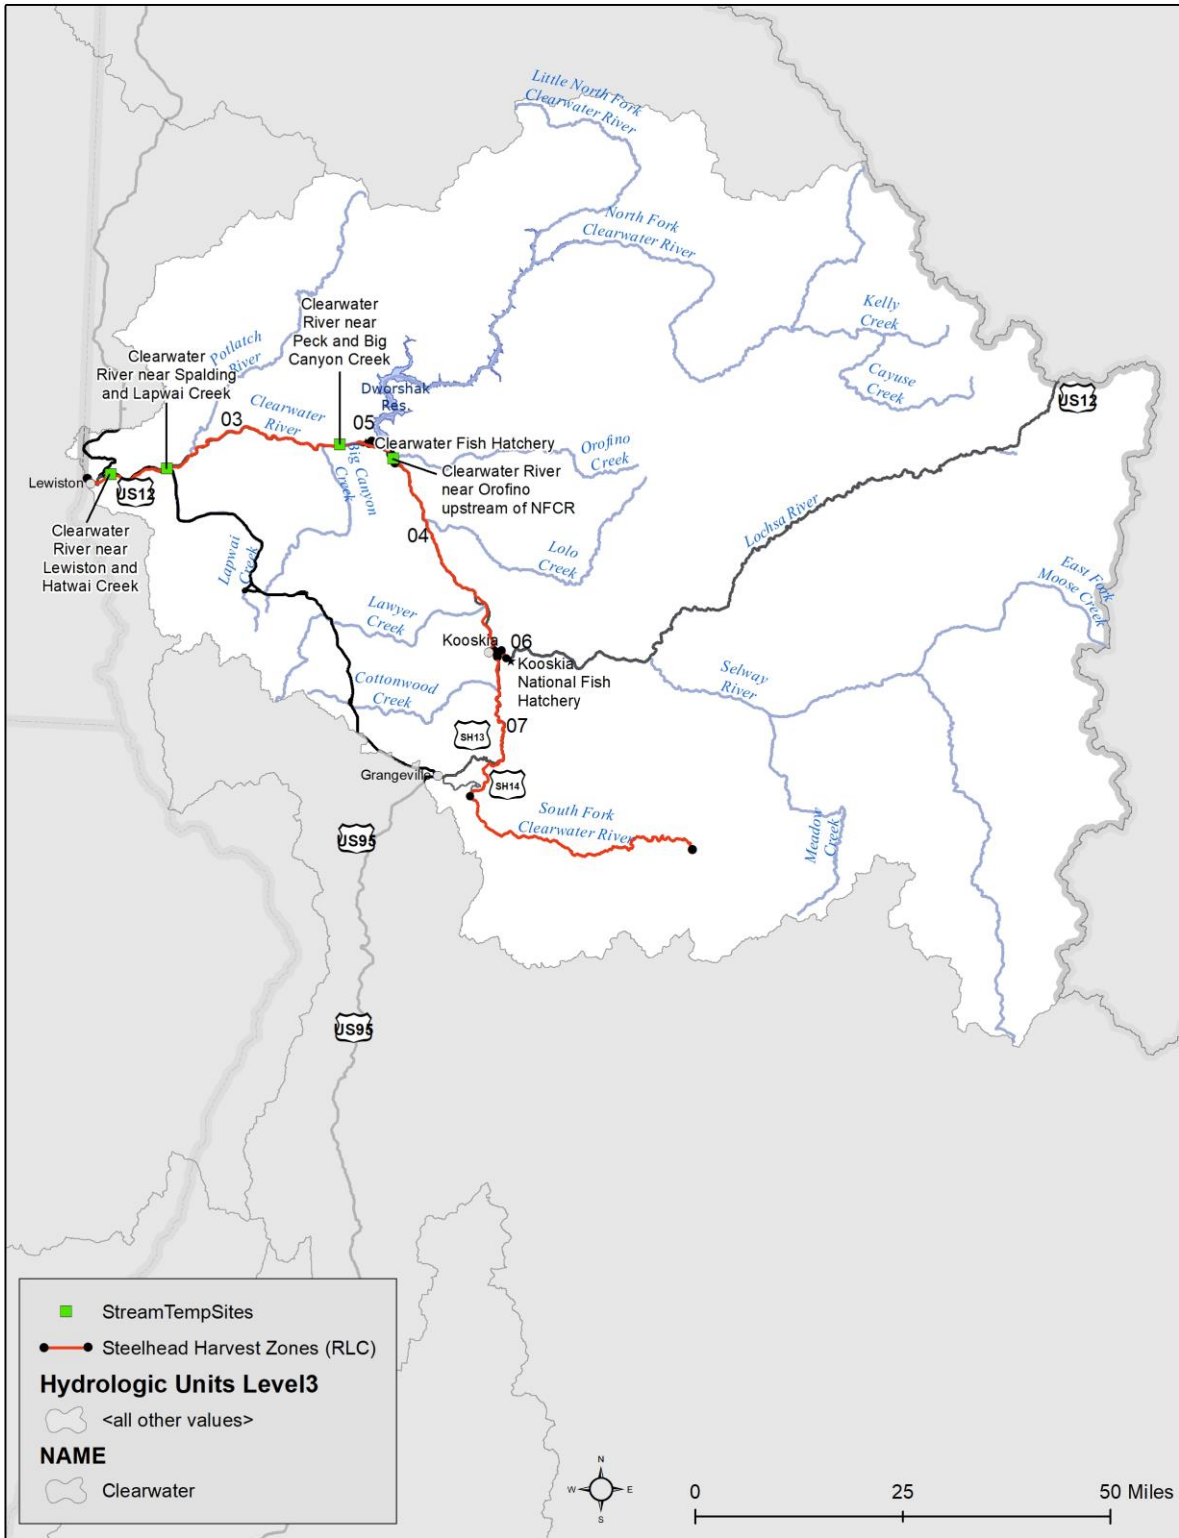 Little North Fork
Clearwater River
North Fork
Clearwater River
Kelly
Creek
Cayuse
Creek
Clearwater
River near
Peck and Big
Canyon Creek
Potlatch
River
Clearwater
River near Spalding
and Lapwai Creek
Dworshak
Res.
US12
03
Clearwater
River
05
Clearwater Fish Hatchery
Big Canyon
Creek
Orofino
Creek
Clearwater River
near Orofino
upstream of NFCR
Lewiston
US12
Clearwater
River near
Lewiston and
Hatwai Creek
04
Lochsa River
Lapwai
Creek
Lolo
Creek
East Fork
Moose Creek
Lawyer
Creek
Kooskia
06
Kooskia
National Fish
Hatchery
Selway
River
Cottonwood
Creek
07
SH13
Grangeville
SH14
South Fork
Clearwater River
Meadow
Creek
US95
US95
StreamTempSites
Steelhead Harvest Zones (RLC)
Hydrologic Units Level3
<all other values>
NAME
Clearwater
N
W E
S
0 25 50 Miles